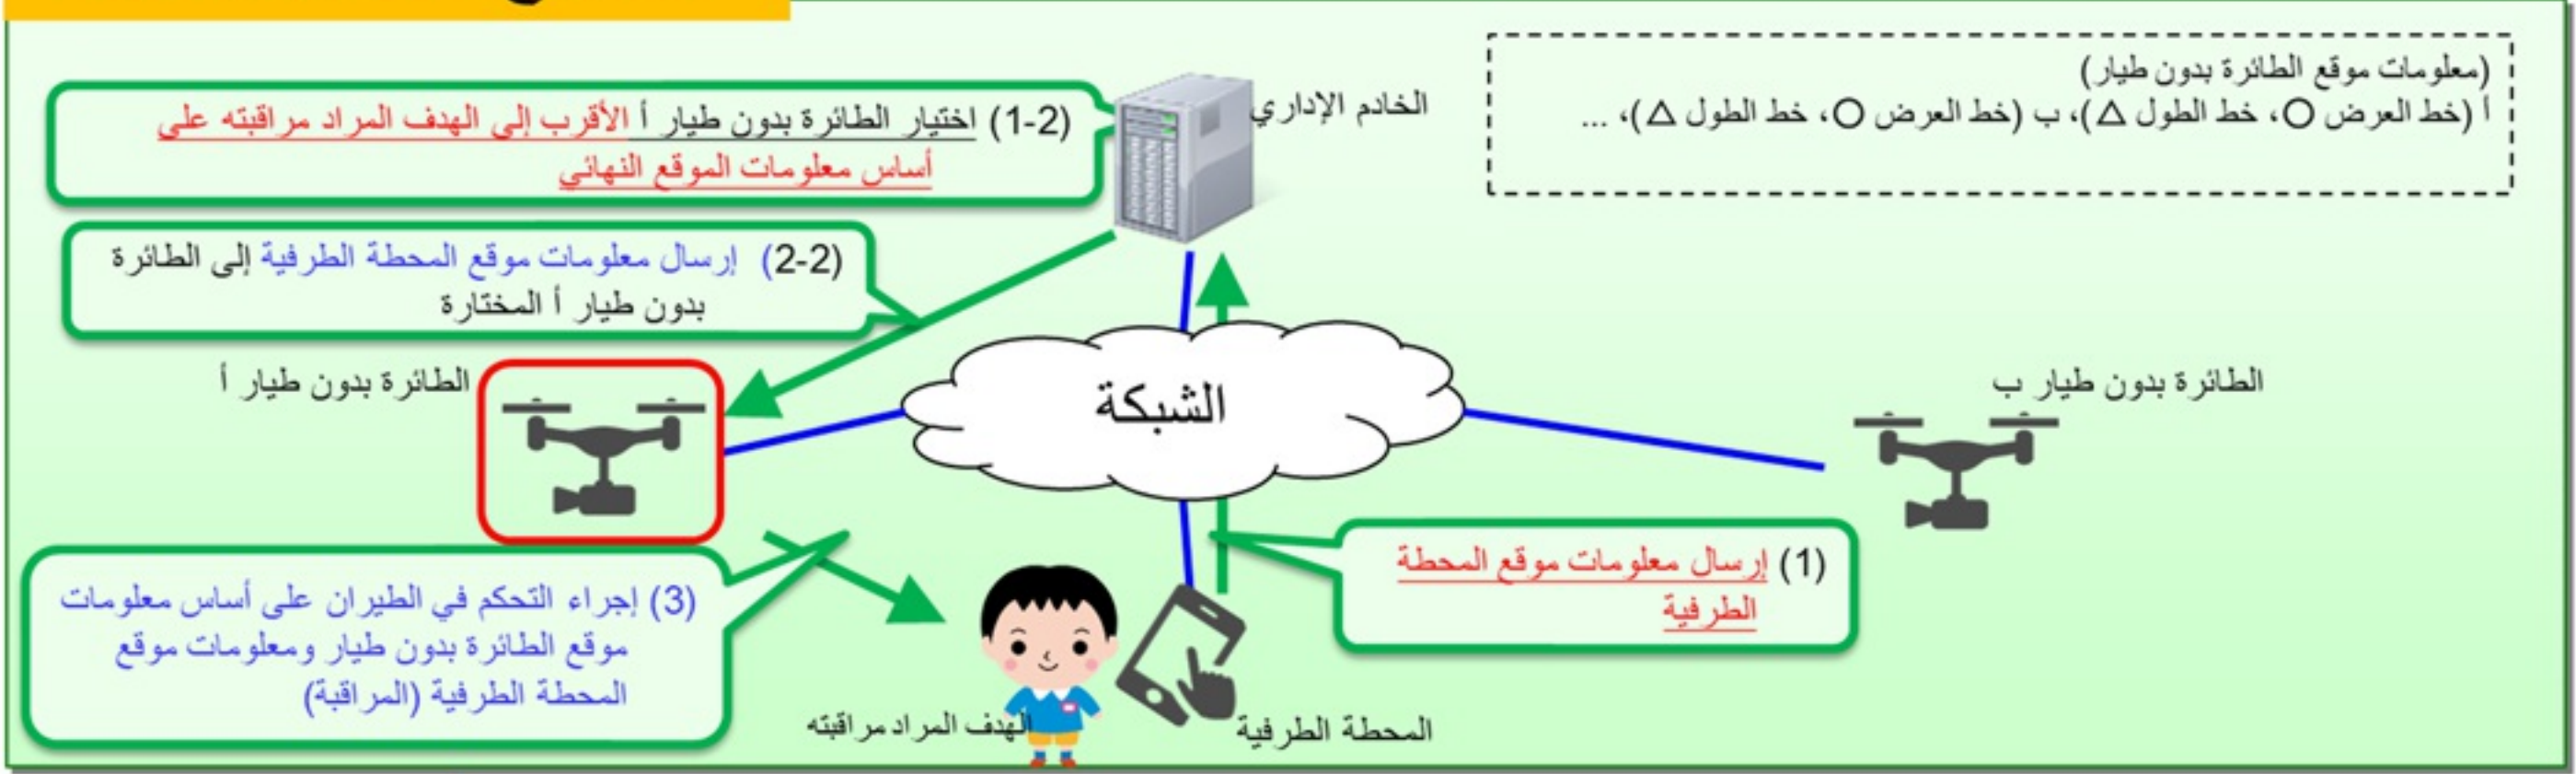 (معلومات موقع الطائرة بدون طيار)
أ (خط العرض ○، خط الطول △)، ب (خط العرض ○، خط الطول △)، ...
الخادم الإداري
(1-2) اختيار الطائرة بدون طيار أ الأقرب إلى الهدف المراد مراقبته على
أساس معلومات الموقع النهائي
(2-2) إرسال معلومات موقع المحطة الطرفية إلى الطائرة
بدون طيار أ المختارة
الطائرة بدون طيار ب
الشبكة
الطائرة بدون طيار أ
(1) إرسال معلومات موقع المحطة
الطرفية
(3) إجراء التحكم في الطيران على أساس معلومات
موقع الطائرة بدون طيار ومعلومات موقع
المحطة الطرفية (المراقبة)
المحطة الطرفية
الهدف المراد مراقبته